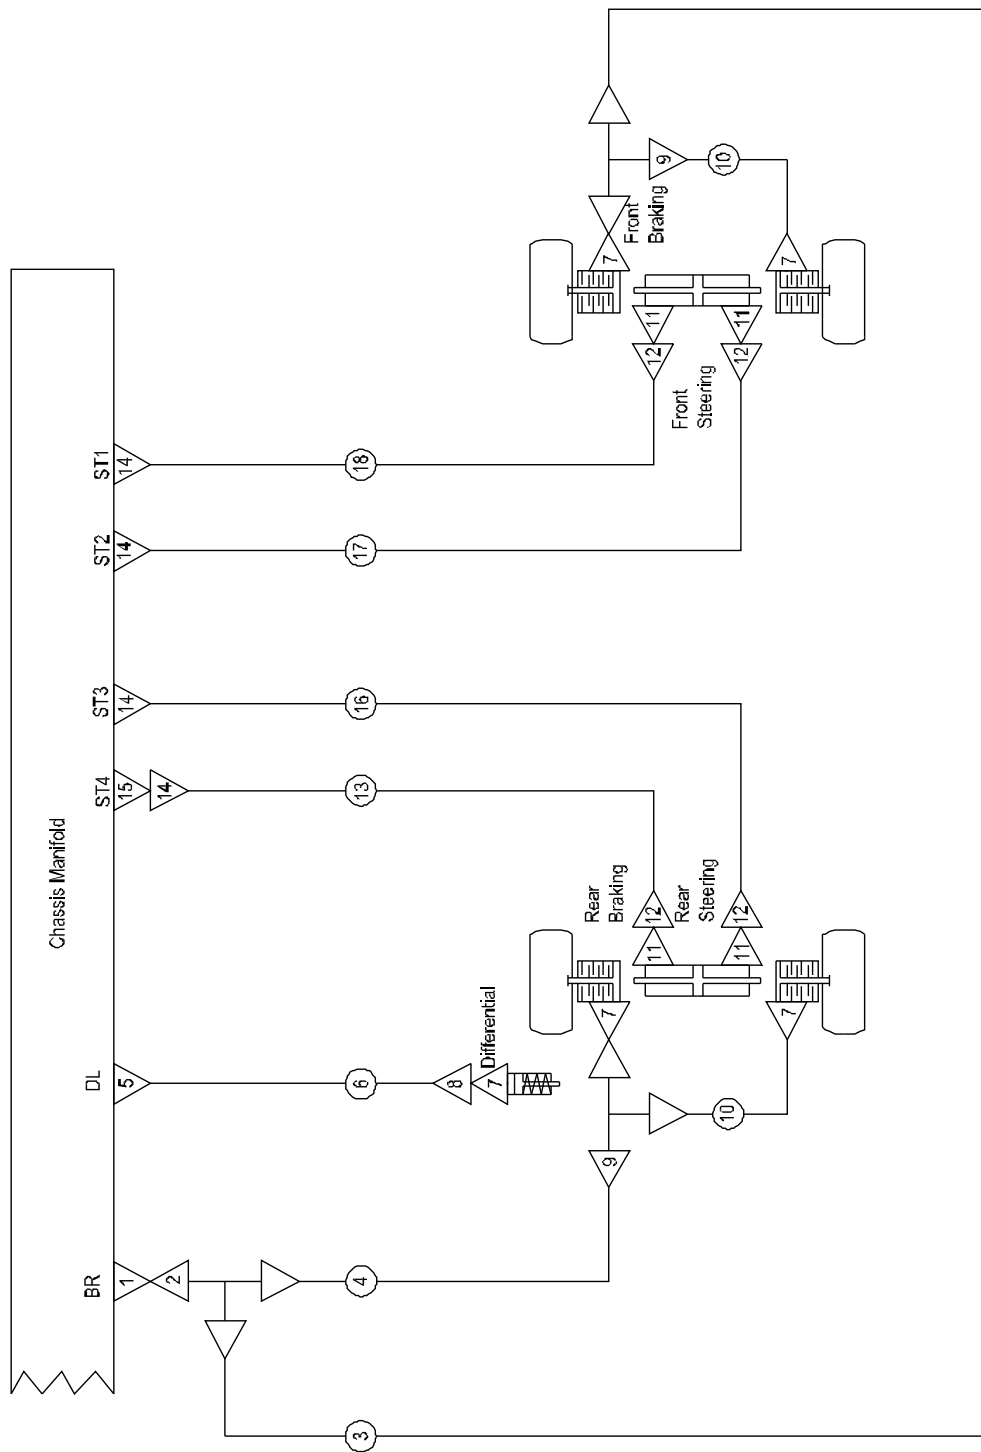 Chassis Manifold
BR
DL
ST4
ST3
ST2
ST1
1
5
15
14
14
14
2
14
3
4
6
13
16
17
18
8
7
Differential
9
10
7
7
Rear
Braking
Rear
Steering
11
12
11
12
Front
Steering
12
11
12
11
7
Front
Braking
9
10
7
14